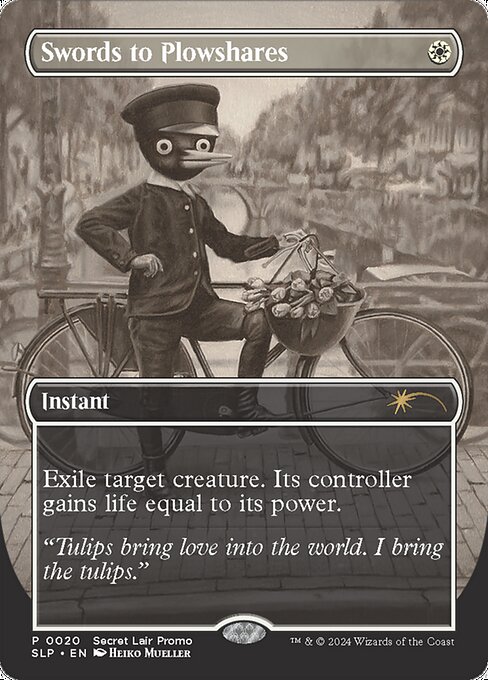 Swords to Plowshares
Instant
Exile target creature. Its controller
gains life equal to its power.
“Tulips bring love into the world. I bring
the tulips.”
P 0020 Secret Lair Promo
SLP • EN Heiko Mueller
™ & © 2024 Wizards of the Coast